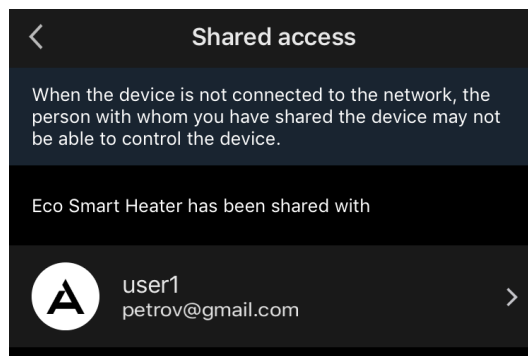 Shared access
When the device is not connected to the network, the
person with whom you have shared the device may not
be able to control the device.
Eco Smart Heater has been shared with
user1
petrov@gmail.com